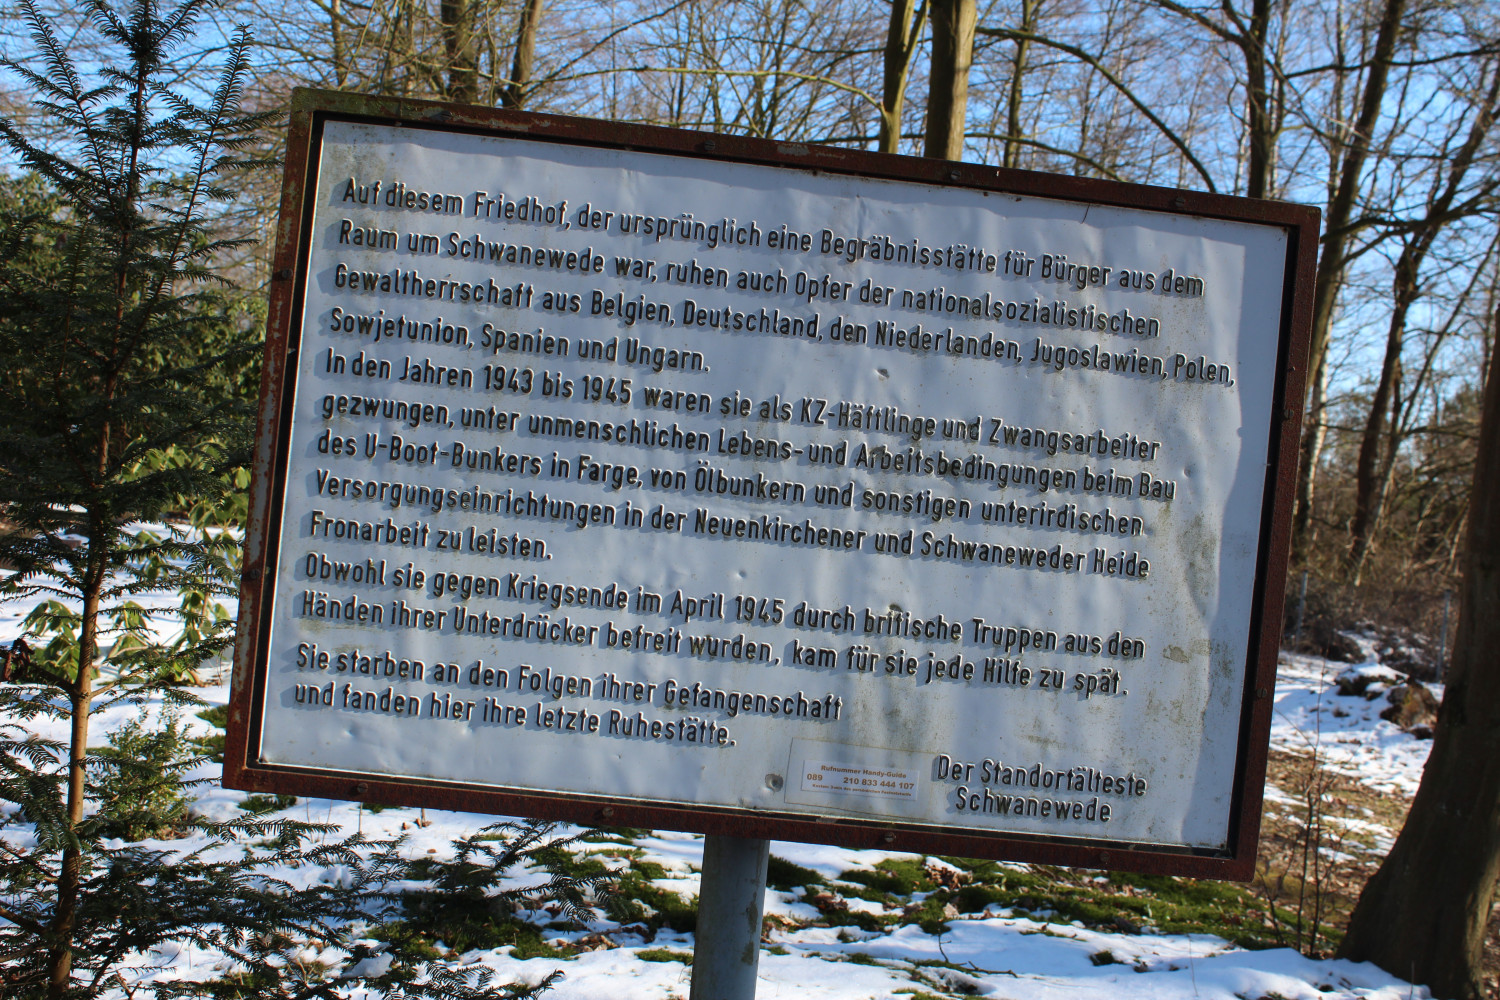 Auf diesem Friedhof, der ursprünglich eine Begräbnisstätte für Bürger aus dem
Raum um Schwanewede war, ruhen auch Opfer der nationalsozialistischen
Gewaltherrschaft aus Belgien, Deutschland, den Niederlanden, Jugoslawien, Polen,
Sowjetunion, Spanien und Ungarn.
In den Jahren 1943 bis 1945 waren sie als KZ-Häftlinge und Zwangsarbeiter
gezwungen, unter unmenschlichen Lebens- und Arbeitsbedingungen beim Bau
des U-Boot-Bunkers in Farge, von Ölbunkern und sonstigen unterirdischen
Versorgungseinrichtungen in der Neuenkirchener und Schwaneweder Heide
Fronarbeit zu leisten.
Obwohl sie gegen Kriegsende im April 1945 durch britische Truppen aus den
Händen ihrer Unterdrücker befreit wurden, kam für sie jede Hilfe zu spät.
Sie starben an den Folgen ihrer Gefangenschaft
und fanden hier ihre letzte Ruhestätte.
Rufnummer Handy-Guide
089 210 833 444 107
Der Standortälteste
Schwanewede